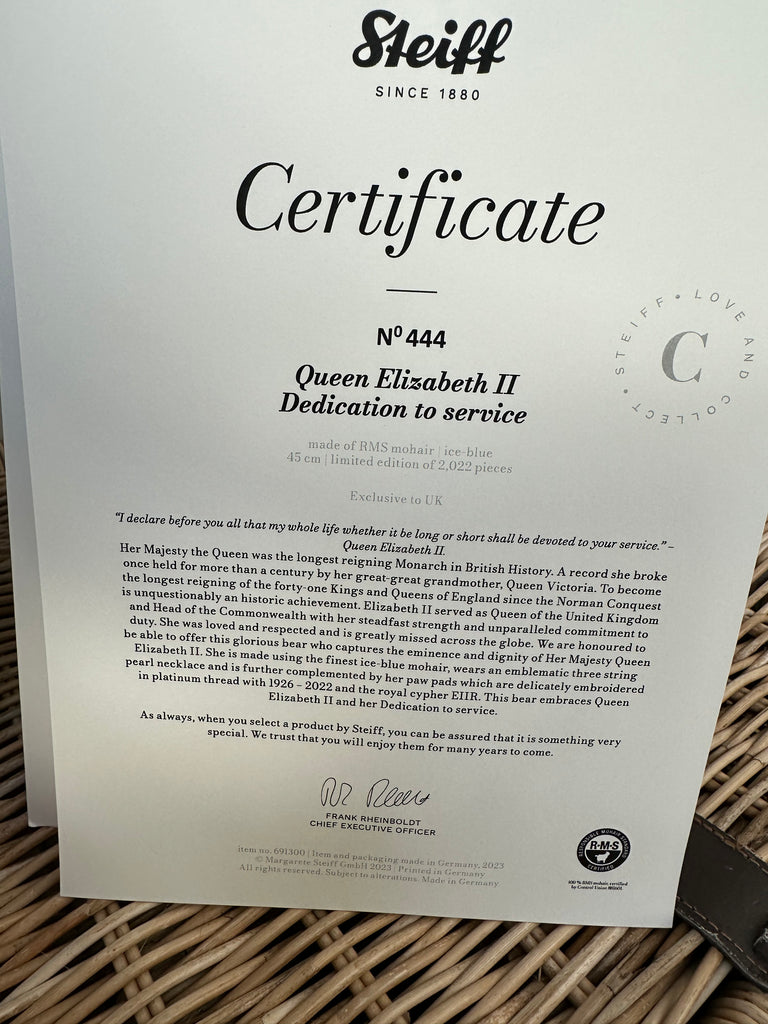 Steiff
SINCE 1880
Certificate
Nº 444
STEIFF • LOVE AND COLLECT •
C
Queen Elizabeth II
Dedication to service
made of RMS mohair | ice-blue
45 cm | limited edition of 2,022 pieces
Exclusive to UK
“I declare before you all that my whole life whether it be long or short shall be devoted to your service.” –
Queen Elizabeth II.
Her Majesty the Queen was the longest reigning Monarch in British History. A record she broke
once held for more than a century by her great-great grandmother, Queen Victoria. To become
the longest reigning of the forty-one Kings and Queens of England since the Norman Conquest
is unquestionably an historic achievement. Elizabeth II served as Queen of the United Kingdom
and Head of the Commonwealth with her steadfast strength and unparalleled commitment to
duty. She was loved and respected and is greatly missed across the globe. We are honoured to
be able to offer this glorious bear who captures the eminence and dignity of Her Majesty Queen
Elizabeth II. She is made using the finest ice-blue mohair, wears an emblematic three string
pearl necklace and is further complemented by her paw pads which are delicately embroidered
in platinum thread with 1926 – 2022 and the royal cypher EIIR. This bear embraces Queen
Elizabeth II and her Dedication to service.
As always, when you select a product by Steiff, you can be assured that it is something very
special. We trust that you will enjoy them for many years to come.
FRANK RHEINBOLDT
CHIEF EXECUTIVE OFFICER
item no. 691300 | Item and packaging made in Germany, 2023
© Margarete Steiff GmbH 2023 | Printed in Germany
All rights reserved. Subject to alterations. Made in Germany
RESPONSIBLE MOHAIR STANDARD
R·M·S
CERTIFIED
100 % RMS mohair certified
by Control Union